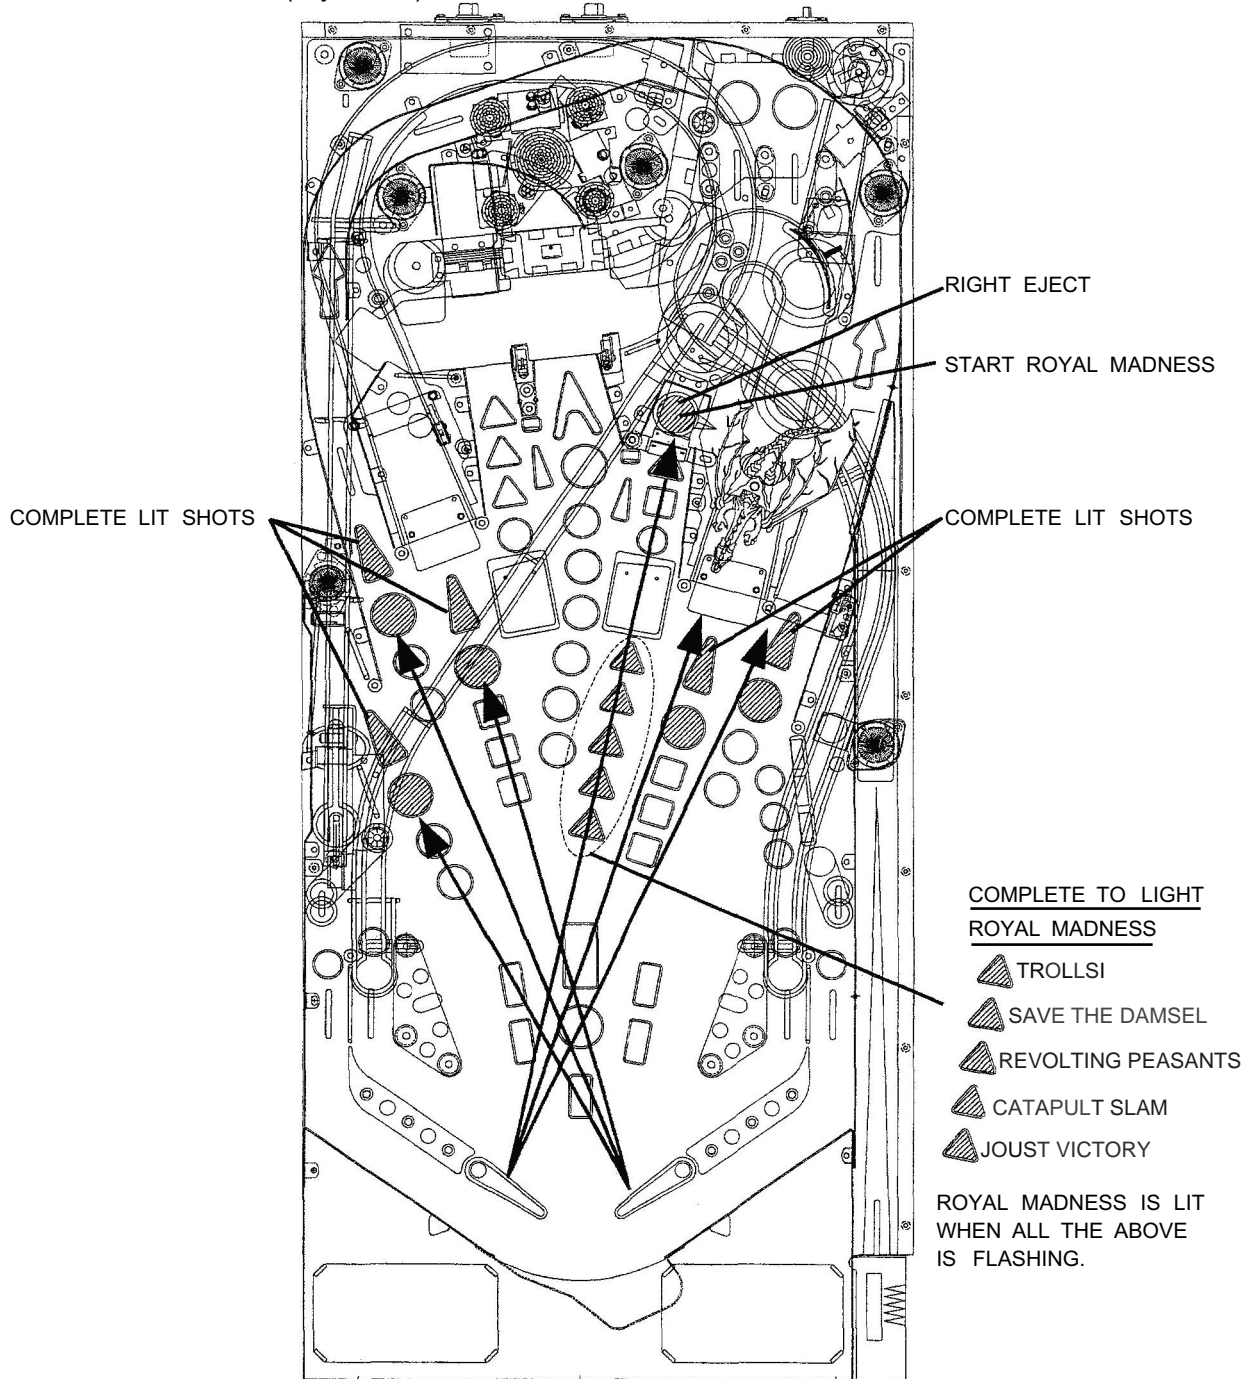 RIGHT EJECT
START ROYAL MADNESS
COMPLETE LIT SHOTS
COMPLETE LIT SHOTS
COMPLETE TO LIGHT
ROYAL MADNESS
TROLLSI
SAVE THE DAMSEL
REVOLTING PEASANTS
CATAPULT SLAM
JOUST VICTORY
ROYAL MADNESS IS LIT
WHEN ALL THE ABOVE
IS FLASHING.